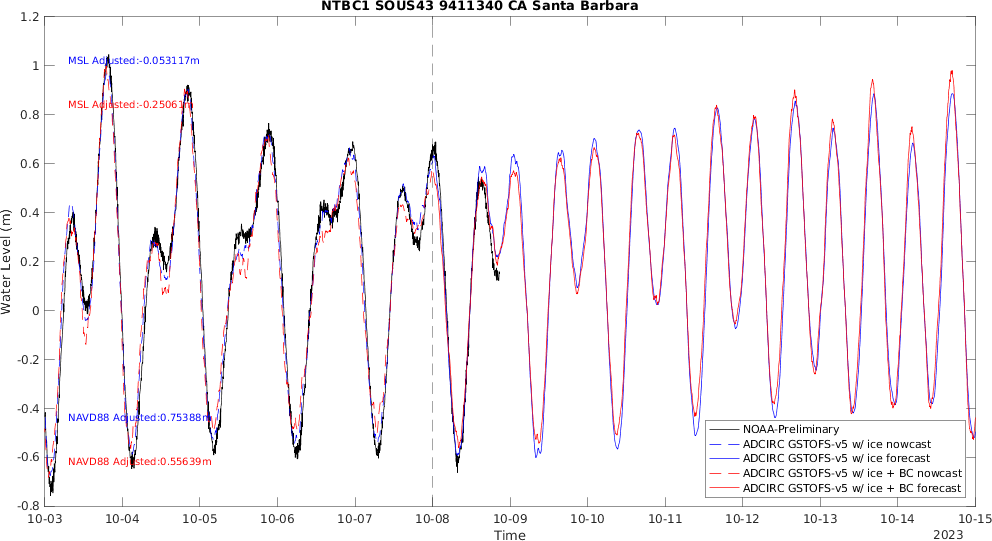 NTBC1 SOUS43 9411340 CA Santa Barbara
Water Level (m)
1.2
1
0.8
0.6
0.4
0.2
0
-0.2
-0.4
-0.6
-0.8
MSL Adjusted:-0.053117m
MSL Adjusted:-0.25061m
NAVD88 Adjusted:0.75388m
NAVD88 Adjusted:0.55639m
NOAA-Preliminary
ADCIRC GSTOFS-v5 w/ ice nowcast
ADCIRC GSTOFS-v5 w/ ice forecast
ADCIRC GSTOFS-v5 w/ ice + BC nowcast
ADCIRC GSTOFS-v5 w/ ice + BC forecast
10-03 10-04 10-05 10-06 10-07 10-08 10-09 10-10 10-11 10-12 10-13 10-14 10-15
Time
2023